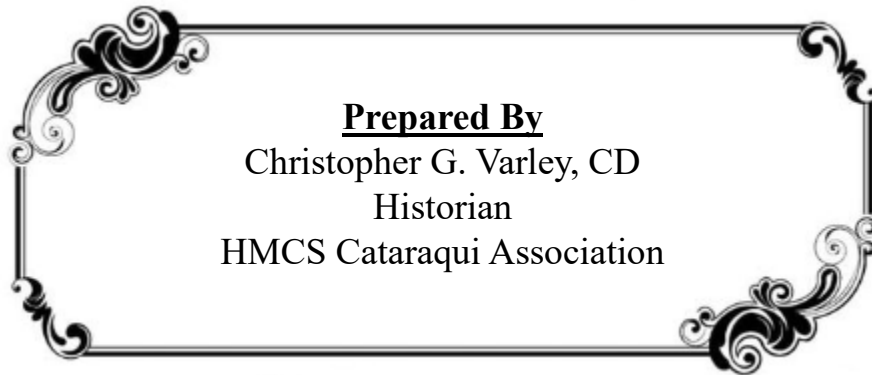 Prepared By
Christopher G. Varley, CD
Historian
HMCS Cataraqui Association